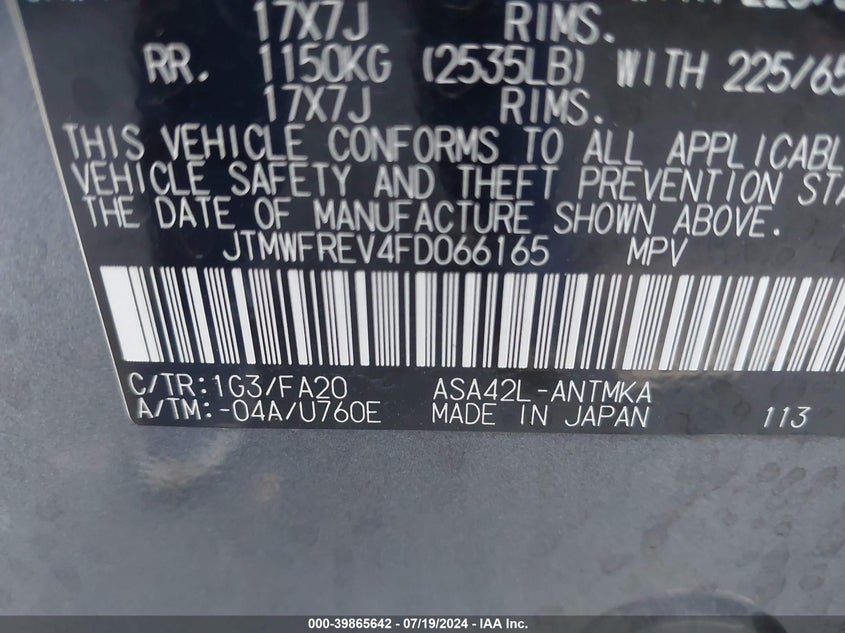 17X7J RIMS.
RR. 1150KG (2535LB) WITH 225/65
17X7J RIMS.
THIS VEHICLE CONFORMS TO ALL APPLICABL
VEHICLE SAFETY AND THEFT PREVENTION STA
THE DATE OF MANUFACTURE SHOWN ABOVE.
JTMWFREV4FD066165 MPV
C/TR:1G3/FA20 ASA42L-ANTMKA
A/TM:-04A/U760E MADE IN JAPAN 113
000-39865642 / 07/19/2024 - IAA Inc.